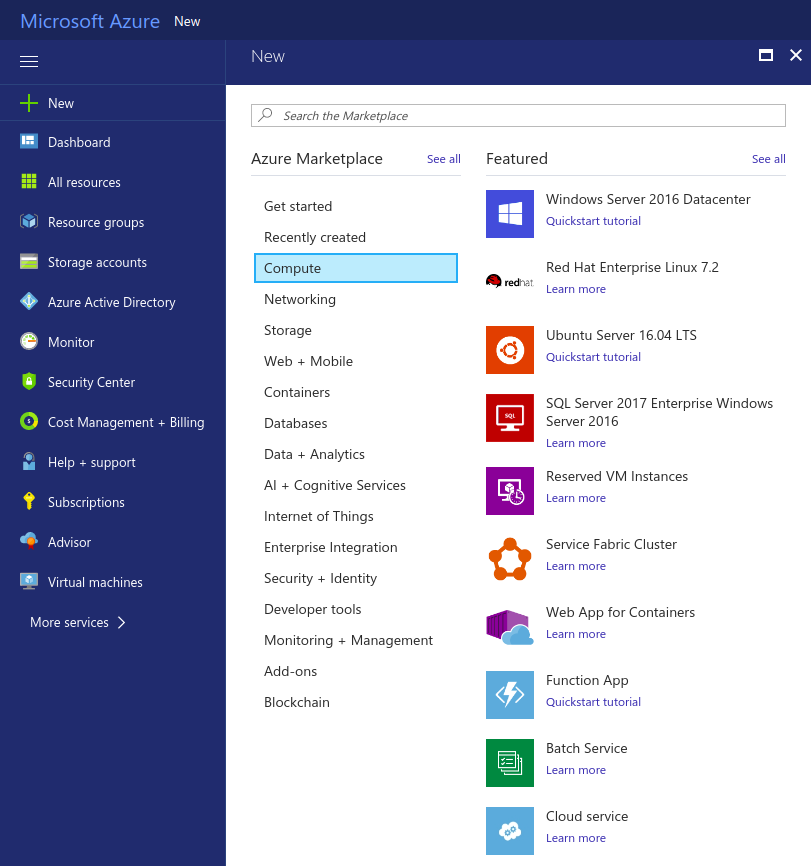 Microsoft Azure New
New
New
Dashboard
All resources
Resource groups
Storage accounts
Azure Active Directory
Monitor
Security Center
Cost Management + Billing
Help + support
Subscriptions
Advisor
Virtual machines
More services
Search the Marketplace
Azure Marketplace See all
Get started
Recently created
Compute
Networking
Storage
Web + Mobile
Containers
Databases
Data + Analytics
AI + Cognitive Services
Internet of Things
Enterprise Integration
Security + Identity
Developer tools
Monitoring + Management
Add-ons
Blockchain
Featured See all
Windows Server 2016 Datacenter
Quickstart tutorial
redhat
Red Hat Enterprise Linux 7.2
Learn more
Ubuntu Server 16.04 LTS
Quickstart tutorial
SQL
SQL Server 2017 Enterprise Windows
Server 2016
Learn more
Reserved VM Instances
Learn more
Service Fabric Cluster
Learn more
Web App for Containers
Learn more
Function App
Quickstart tutorial
Batch Service
Learn more
Cloud service
Learn more